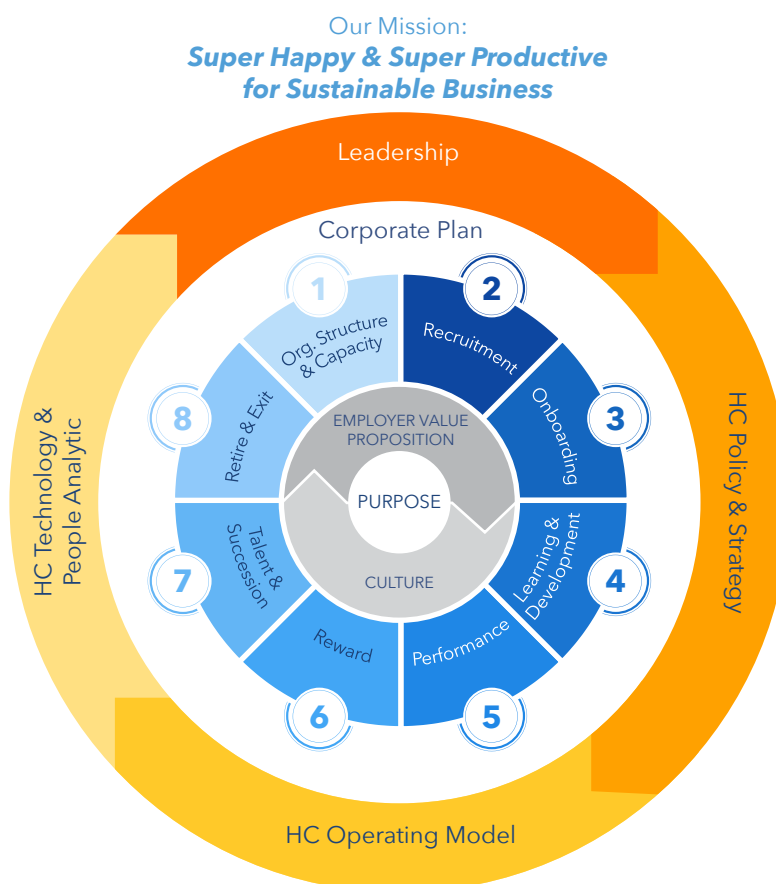 Our Mission:
Super Happy & Super Productive
for Sustainable Business
Leadership
Corporate Plan
1
Org. Structure
& Capacity
2
Recruitment
3
Onboarding
4
Learning &
Development
5
Performance
6
Reward
7
Talent &
Succession
8
Retire & Exit
EMPLOYER VALUE
PROPOSITION
PURPOSE
CULTURE
HC Policy & Strategy
HC Operating Model
HC Technology &
People Analytic